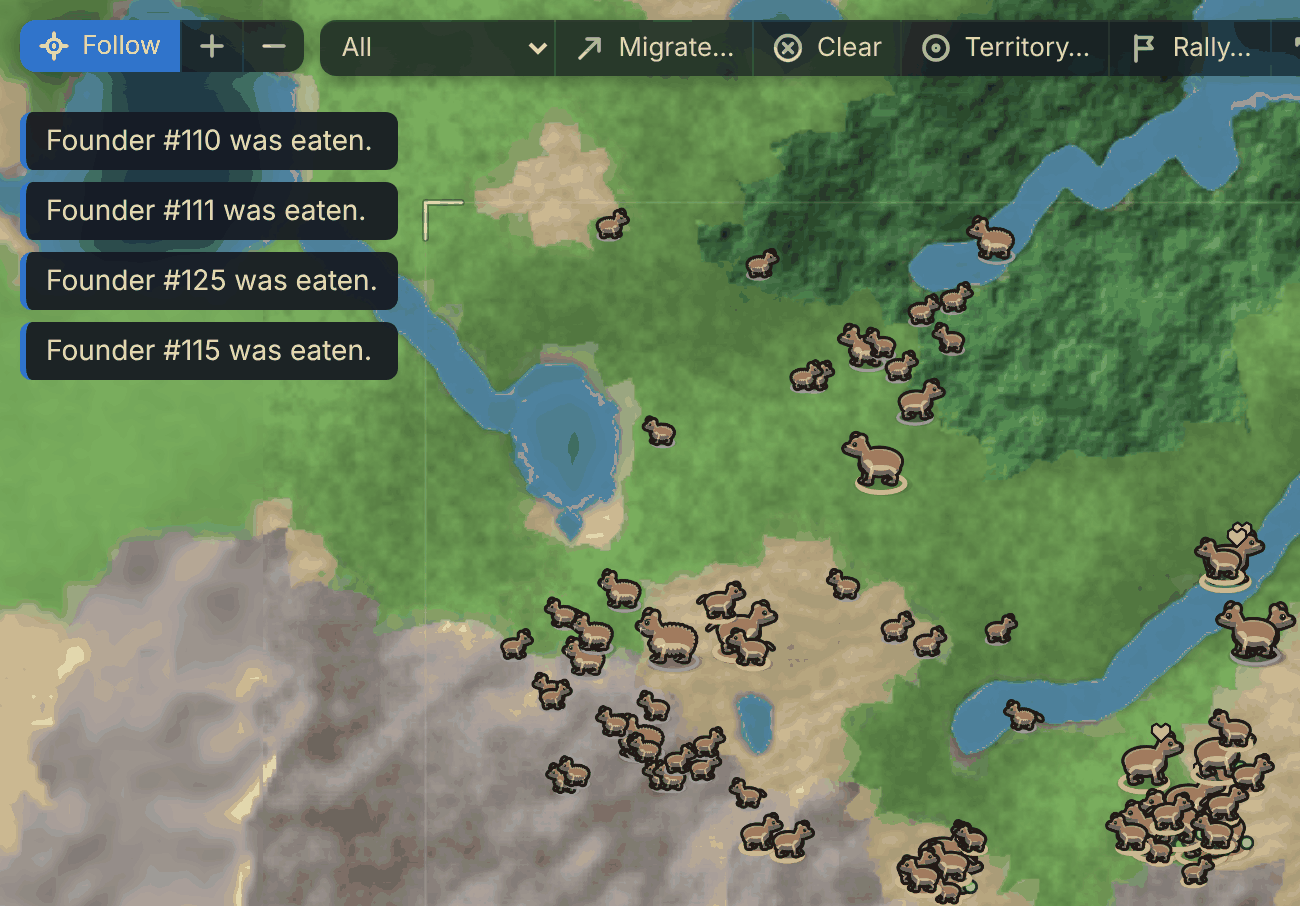 Follow
All
Migrate...
Clear
Territory...
Rally...
Founder #110 was eaten.
Founder #111 was eaten.
Founder #125 was eaten.
Founder #115 was eaten.